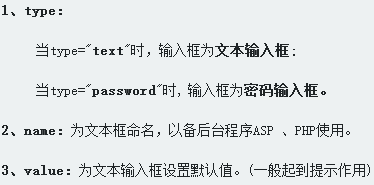 1、type:
当type="text"时，输入框为文本输入框;
当type="password"时, 输入框为密码输入框。
2、name: 为文本框命名，以备后台程序ASP 、PHP使用。
3、value: 为文本输入框设置默认值。(一般起到提示作用)